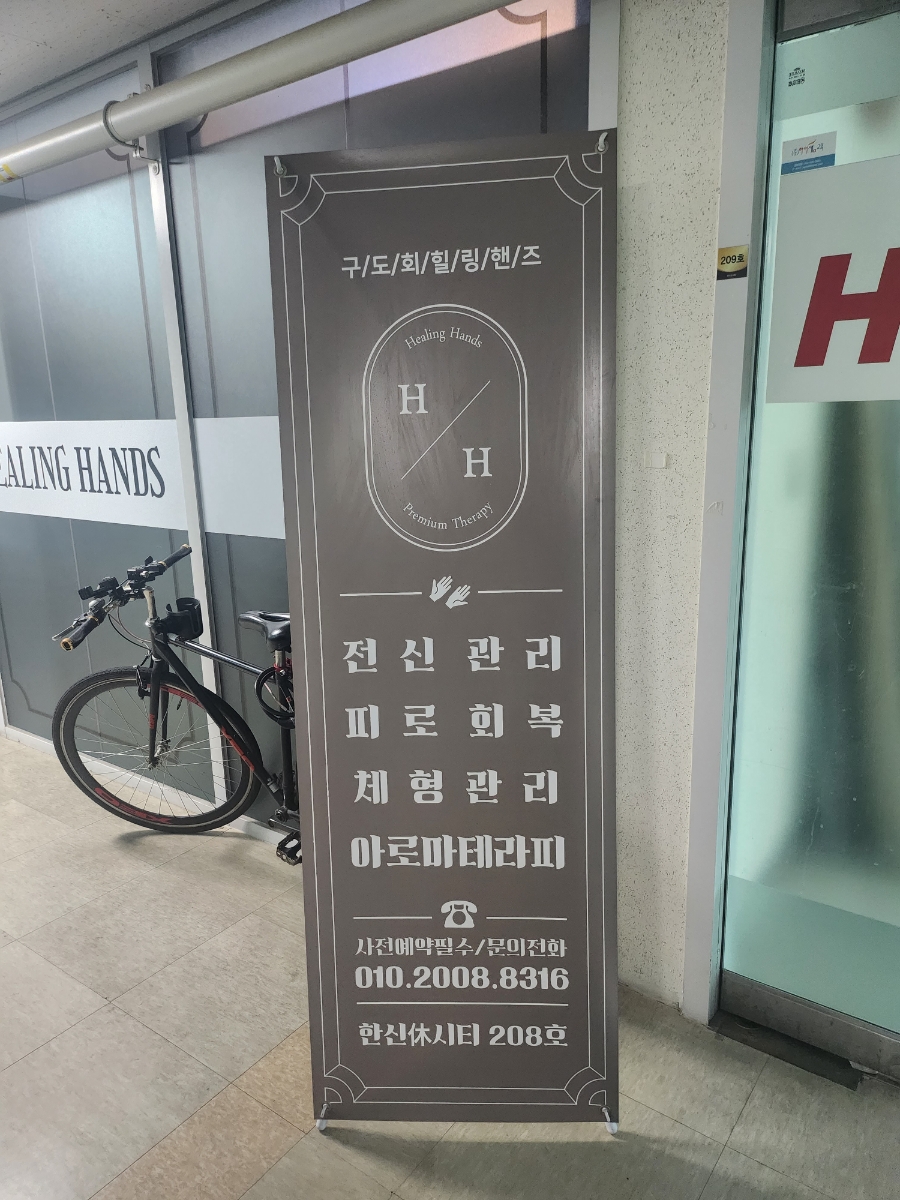 구/도/회/힐/링/핸/즈
Healing Hands
H
H
Premium Therapy
전신 관리
피로 회복
체형관리
아로마테라피
사전예약필수/문의전화
010.2008.8316
한신休시티 208호
EALING HANDS
209호
H